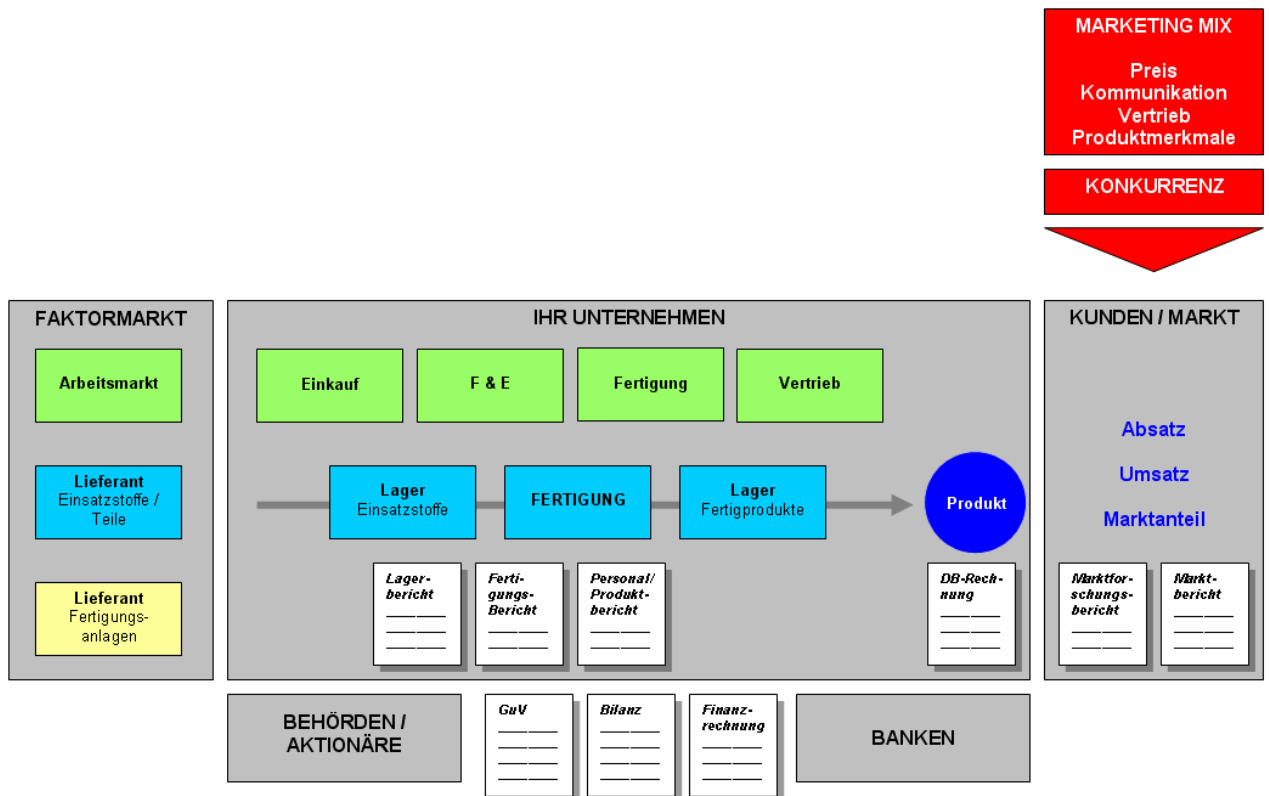 MARKETING MIX
Preis
Kommunikation
Vertrieb
Produktmerkmale
KONKURRENZ
FAKTORMARKT
Arbeitsmarkt
Lieferant
Einsatzstoffe /
Teile
Lieferant
Fertigungs-
anlagen
IHR UNTERNEHMEN
Einkauf
F & E
Fertigung
Vertrieb
Lager
Einsatzstoffe
FERTIGUNG
Lager
Fertigprodukte
Produkt
Lager-
bericht
Ferti-
gungs-
Bericht
Personal/
Produkt-
bericht
DB-Rech-
nung
KUNDEN / MARKT
Absatz
Umsatz
Marktanteil
Marktfor-
schungs-
bericht
Markt-
bericht
BEHÖRDEN /
AKTIONÄRE
GuV
Bilanz
Finanz-
rechnung
BANKEN